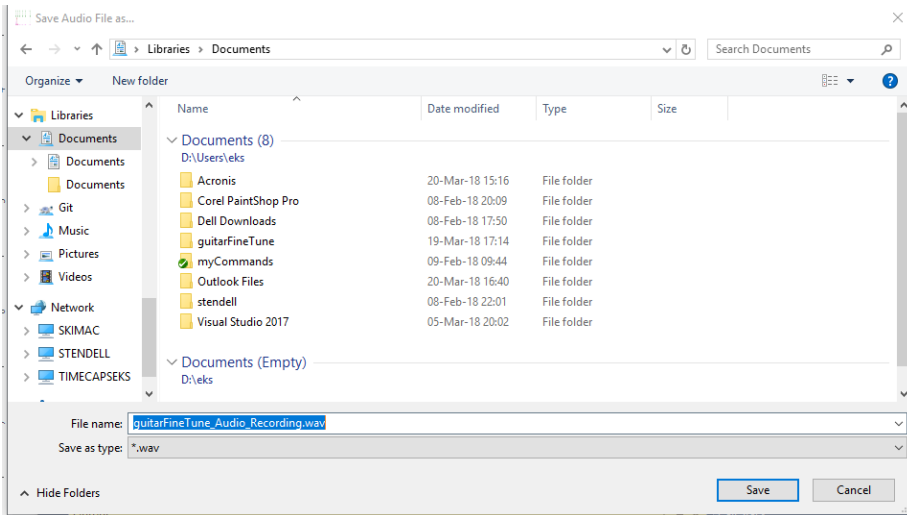 Save Audio File as...
Libraries > Documents
Search Documents
Organize
New folder
?
Libraries
Documents
Documents
Documents
Git
Music
Pictures
Videos
Network
SKIMAC
STENDELL
TIMECAPSEKS
Name Date modified Type Size
Documents (8)
D:\Users\eks
Acronis 20-Mar-18 15:16 File folder
Corel PaintShop Pro 08-Feb-18 20:09 File folder
Dell Downloads 08-Feb-18 17:50 File folder
guitarFineTune 19-Mar-18 17:14 File folder
myCommands 09-Feb-18 09:44 File folder
Outlook Files 20-Mar-18 16:40 File folder
stendell 08-Feb-18 22:01 File folder
Visual Studio 2017 05-Mar-18 20:02 File folder
Documents (Empty)
D:\eks
File name: guitarFineTune_Audio_Recording.wav
Save as type: *.wav
Hide Folders
Save
Cancel